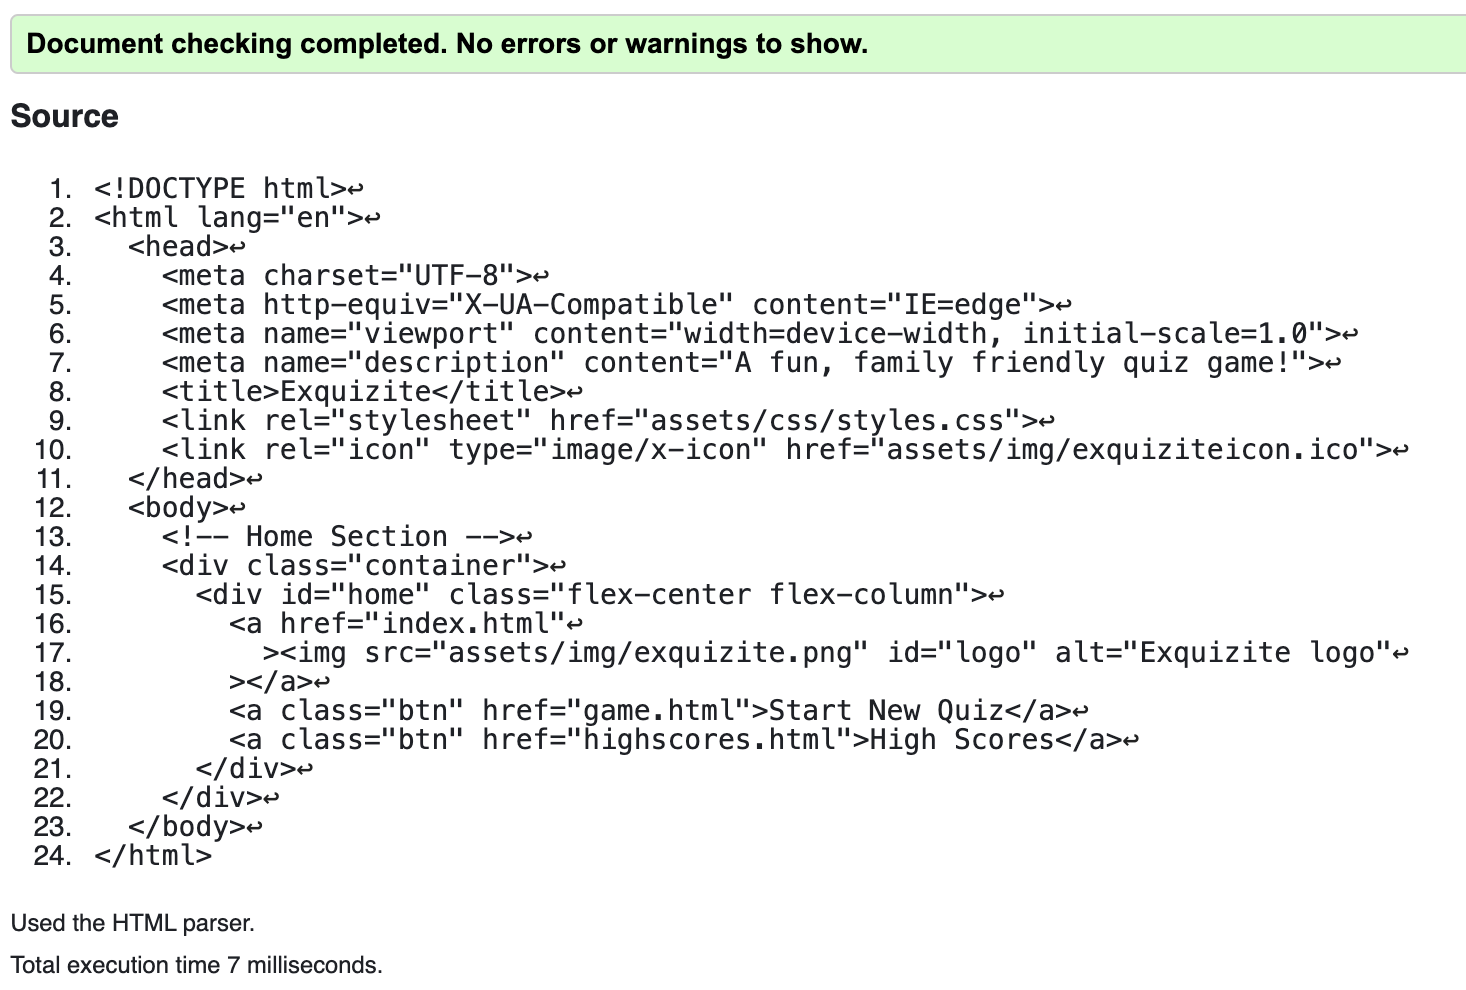 Document checking completed. No errors or warnings to show.
Source
1. <!DOCTYPE html>↩
2. <html lang="en">↩
3.   <head>↩
4.     <meta charset="UTF-8">↩
5.     <meta http-equiv="X-UA-Compatible" content="IE=edge">↩
6.     <meta name="viewport" content="width=device-width, initial-scale=1.0">↩
7.     <meta name="description" content="A fun, family friendly quiz game!">↩
8.     <title>Exquizite</title>↩
9.     <link rel="stylesheet" href="assets/css/styles.css">↩
10.     <link rel="icon" type="image/x-icon" href="assets/img/exquiziteicon.ico">↩
11.   </head>↩
12.   <body>↩
13.     <!-- Home Section -->↩
14.     <div class="container">↩
15.       <div id="home" class="flex-center flex-column">↩
16.         <a href="index.html"↩
17.           ><img src="assets/img/exquizite.png" id="logo" alt="Exquizite logo"↩
18.         ></a>↩
19.         <a class="btn" href="game.html">Start New Quiz</a>↩
20.         <a class="btn" href="highscores.html">High Scores</a>↩
21.       </div>↩
22.     </div>↩
23.   </body>↩
24. </html>
Used the HTML parser.
Total execution time 7 milliseconds.